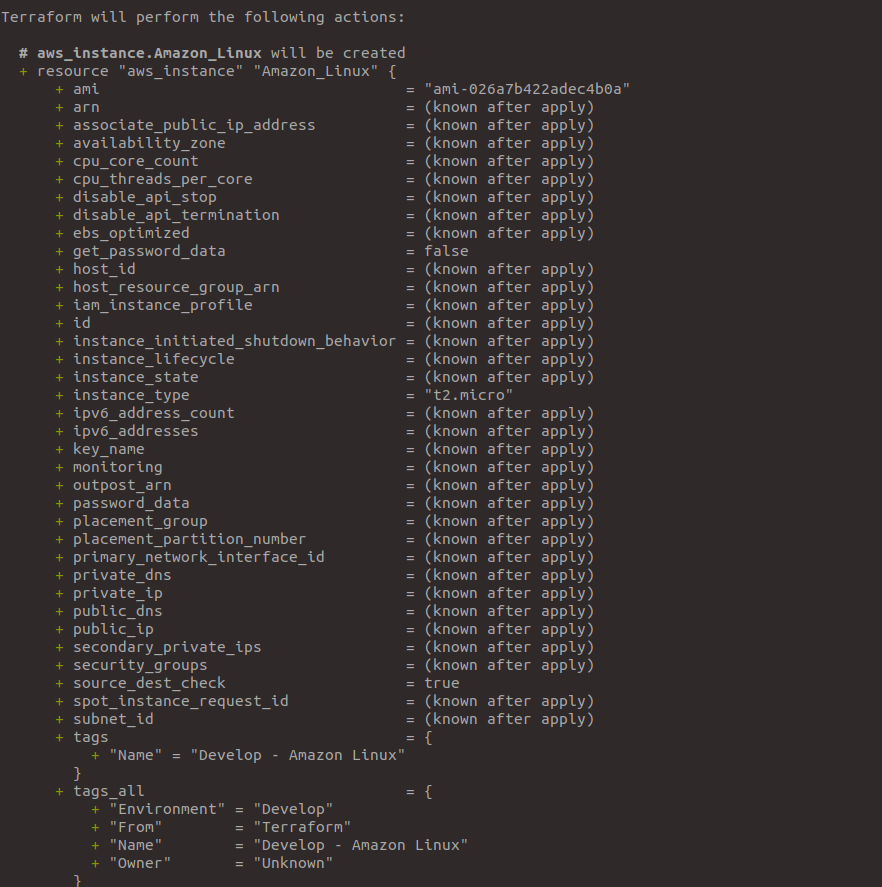 Terraform will perform the following actions:
# aws_instance.Amazon_Linux will be created
+ resource "aws_instance" "Amazon_Linux" {
+ ami = "ami-026a7b422adec4b0a"
+ arn = (known after apply)
+ associate_public_ip_address = (known after apply)
+ availability_zone = (known after apply)
+ cpu_core_count = (known after apply)
+ cpu_threads_per_core = (known after apply)
+ disable_api_stop = (known after apply)
+ disable_api_termination = (known after apply)
+ ebs_optimized = (known after apply)
+ get_password_data = false
+ host_id = (known after apply)
+ host_resource_group_arn = (known after apply)
+ iam_instance_profile = (known after apply)
+ id = (known after apply)
+ instance_initiated_shutdown_behavior = (known after apply)
+ instance_lifecycle = (known after apply)
+ instance_state = (known after apply)
+ instance_type = "t2.micro"
+ ipv6_address_count = (known after apply)
+ ipv6_addresses = (known after apply)
+ key_name = (known after apply)
+ monitoring = (known after apply)
+ outpost_arn = (known after apply)
+ password_data = (known after apply)
+ placement_group = (known after apply)
+ placement_partition_number = (known after apply)
+ primary_network_interface_id = (known after apply)
+ private_dns = (known after apply)
+ private_ip = (known after apply)
+ public_dns = (known after apply)
+ public_ip = (known after apply)
+ secondary_private_ips = (known after apply)
+ security_groups = (known after apply)
+ source_dest_check = true
+ spot_instance_request_id = (known after apply)
+ subnet_id = (known after apply)
+ tags = {
+ "Name" = "Develop - Amazon Linux"
}
+ tags_all = {
+ "Environment" = "Develop"
+ "From" = "Terraform"
+ "Name" = "Develop - Amazon Linux"
+ "Owner" = "Unknown"
}